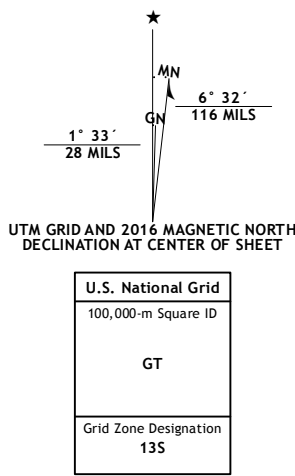 ★
MN
GN
6° 32´
116 MILS
1° 33´
28 MILS
UTM GRID AND 2016 MAGNETIC NORTH
DECLINATION AT CENTER OF SHEET
U.S. National Grid
100,000-m Square ID
GT
Grid Zone Designation
13S